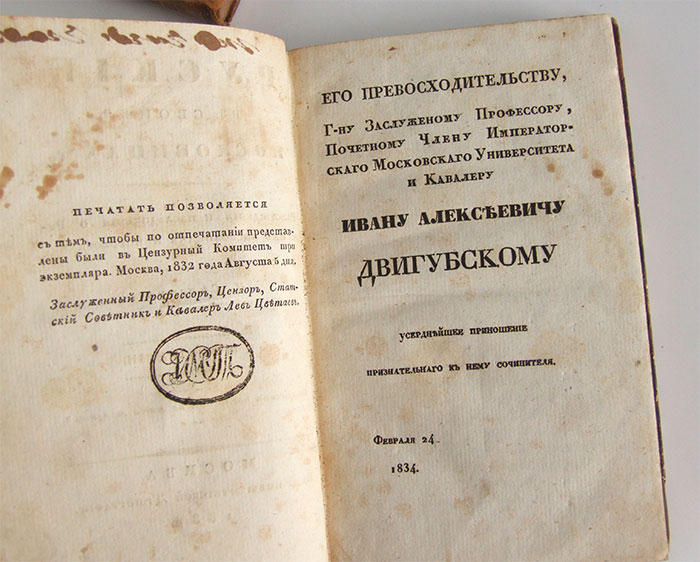 ПЕЧАТАТЬ ПОЗВОЛЯЕТСЯ
съ тѣмъ, чтобы по отпечатаніи представ-
лены были въ Цензурный Комитетъ три
экземпляра. Москва, 1832 года Августа 5 дня.
Заслуженный Профессоръ, Цензоръ, Стат-
скій Совѣтникъ и Кавалеръ Левъ Цвѣтаевъ.
ЕГО ПРЕВОСХОДИТЕЛЬСТВУ,
Г-ну Заслуженому Профессору,
Почетному Члену Император-
скаго Московскаго Университета
и Кавалеру
ИВАНУ АЛЕКСѢЕВИЧУ
ДВИГУБСКОМУ
УСЕРДНѢЙШЕЕ ПРИНОШЕНІЕ
ПРИЗНАТЕЛЬНАГО КЪ НЕМУ СОЧИНИТЕЛЯ.
Февраля 24
1834.